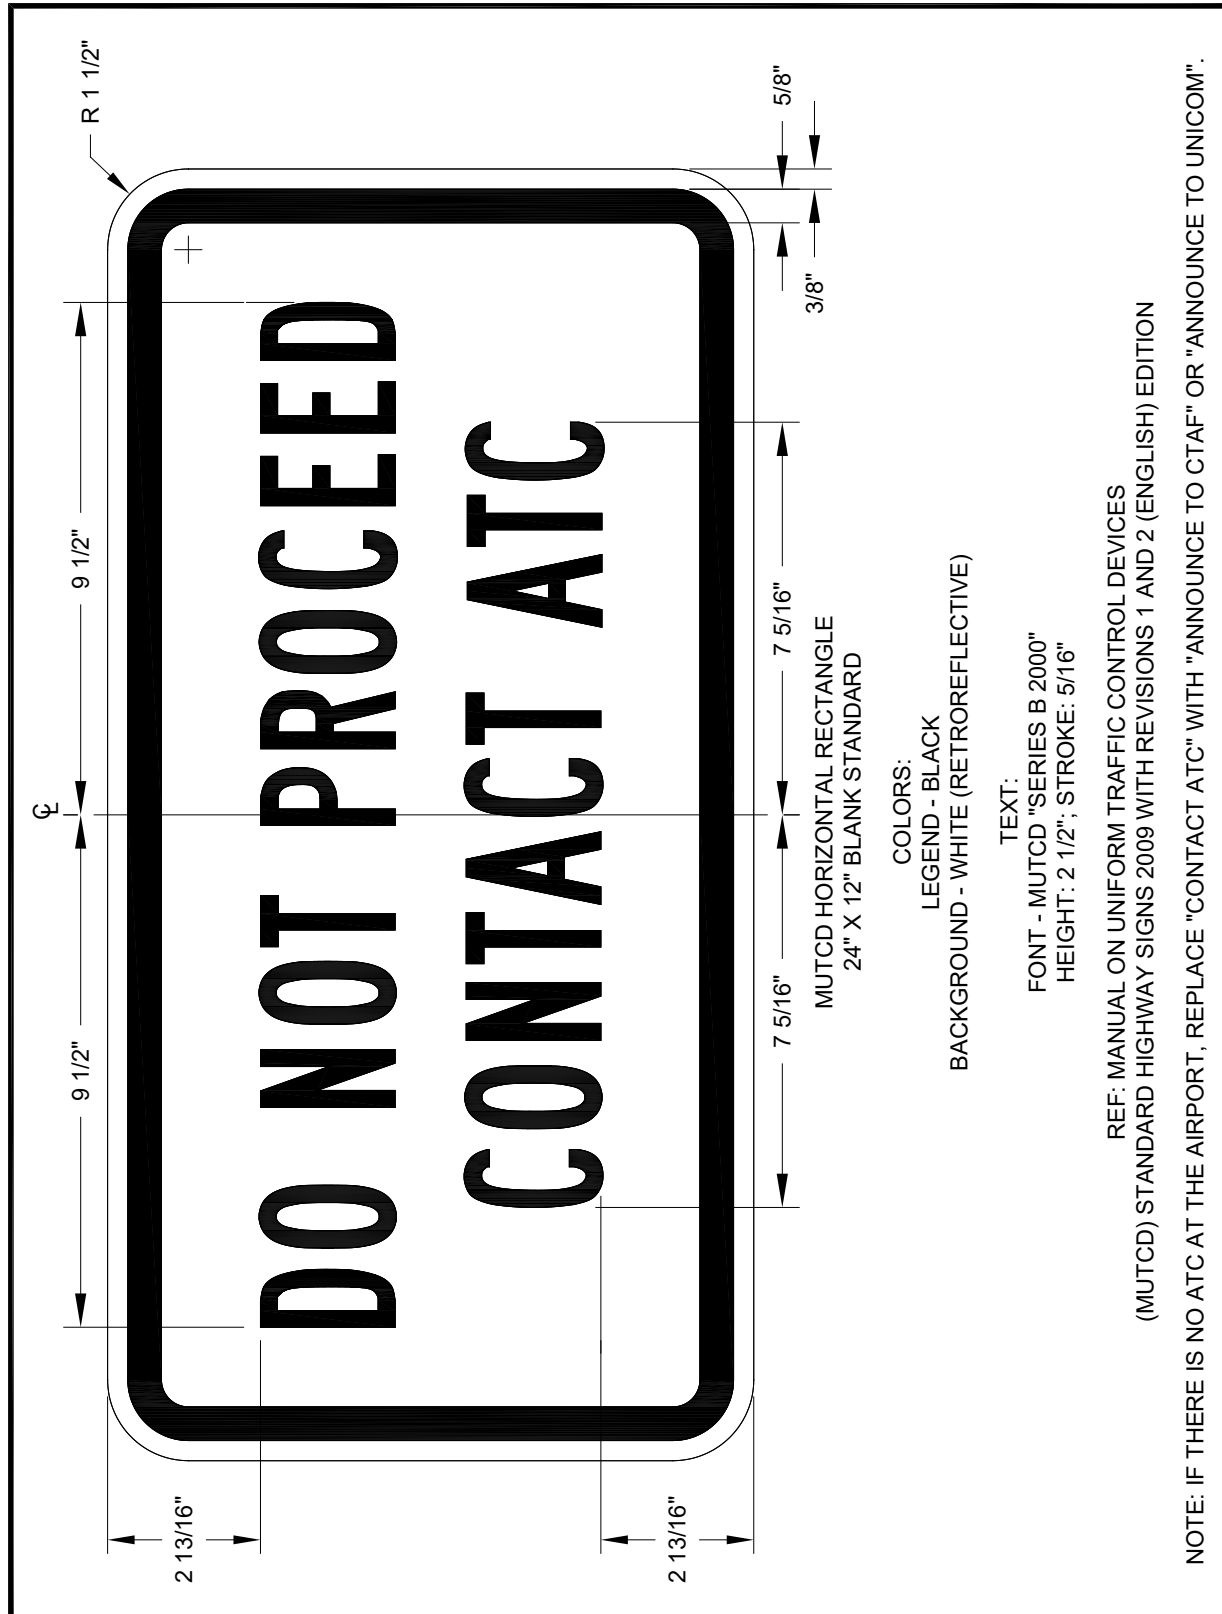 ℄
9 1/2"
9 1/2"
R 1 1/2"
2 13/16"
DO NOT PROCEED
CONTACT ATC
2 13/16"
5/8"
3/8"
7 5/16"
7 5/16"
MUTCD HORIZONTAL RECTANGLE
24" X 12" BLANK STANDARD
COLORS:
LEGEND - BLACK
BACKGROUND - WHITE (RETROREFLECTIVE)
TEXT:
FONT - MUTCD "SERIES B 2000"
HEIGHT: 2 1/2"; STROKE: 5/16"
REF: MANUAL ON UNIFORM TRAFFIC CONTROL DEVICES
(MUTCD) STANDARD HIGHWAY SIGNS 2009 WITH REVISIONS 1 AND 2 (ENGLISH) EDITION
NOTE: IF THERE IS NO ATC AT THE AIRPORT, REPLACE "CONTACT ATC" WITH "ANNOUNCE TO CTAF" OR "ANNOUNCE TO UNICOM".